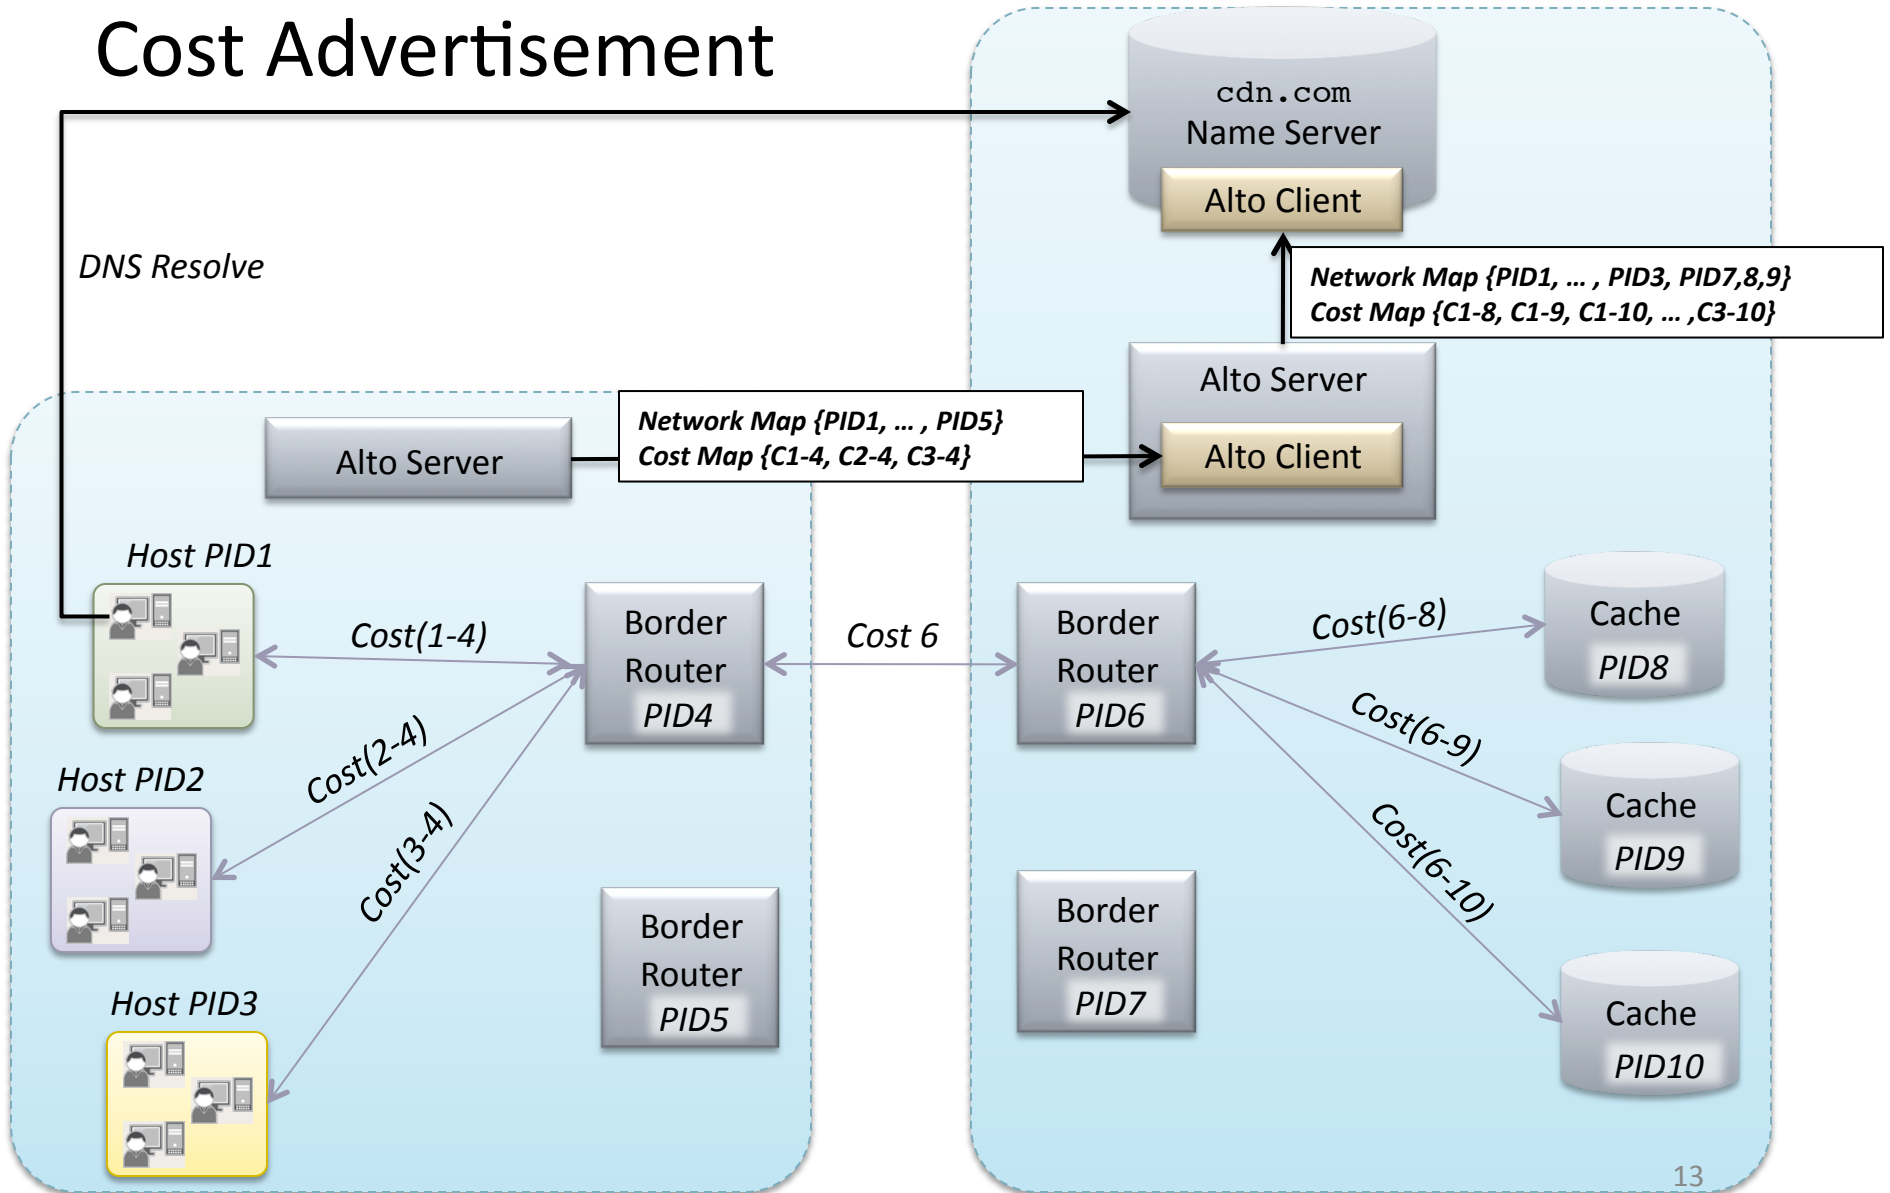 Cost Advertisement
cdn.com
Name Server
Alto Client
DNS Resolve
Network Map {PID1, … , PID3, PID7,8,9}
Cost Map {C1-8, C1-9, C1-10, … ,C3-10}
Alto Server
Alto Client
Network Map {PID1, … , PID5}
Cost Map {C1-4, C2-4, C3-4}
Alto Server
Host PID1
Cost(1-4)
Border
Router
PID4
Cost 6
Border
Router
PID6
Cost(6-8)
Cache
PID8
Host PID2
Cost(2-4)
Cost(3-4)
Cost(6-9)
Cache
PID9
Cost(6-10)
Border
Router
PID5
Border
Router
PID7
Host PID3
Cache
PID10
13